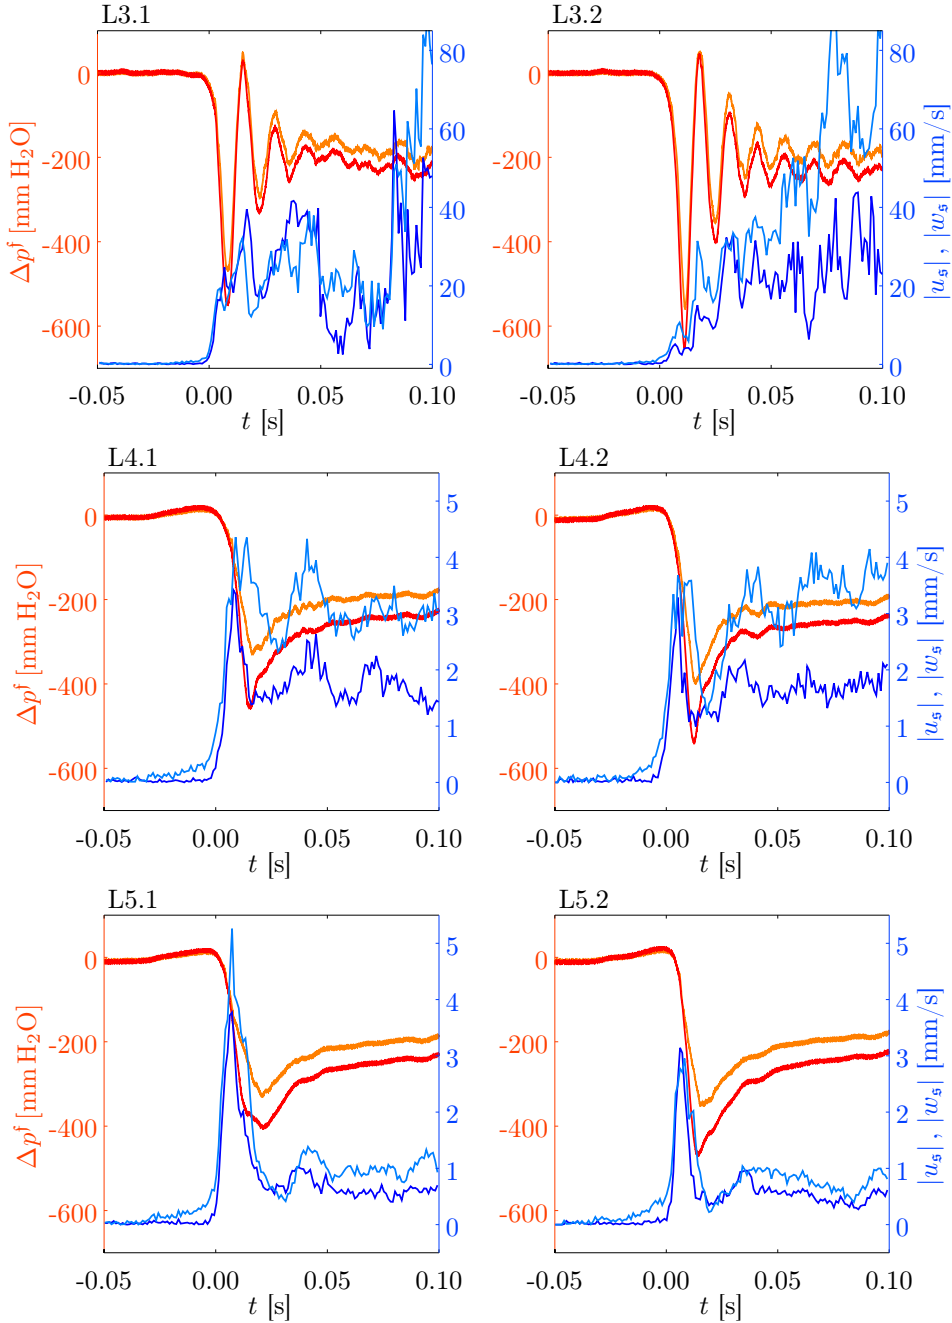 L3.1 L3.2
0 80 0 80
-200 60 -200 60
-400 40 -400 40
-600 20 -600 20
0 0
Δp^𝔣 [mm H₂O] |u_𝔰| , |w_𝔰| [mm/s]
-0.05 0.00 0.05 0.10 -0.05 0.00 0.05 0.10
t [s] t [s]
L4.1 L4.2
0 5 0 5
4 4
-200 3 -200 3
-400 2 -400 2
1 1
-600 0 -600 0
Δp^𝔣 [mm H₂O] |u_𝔰| , |w_𝔰| [mm/s]
-0.05 0.00 0.05 0.10 -0.05 0.00 0.05 0.10
t [s] t [s]
L5.1 L5.2
0 5 0 5
4 4
-200 3 -200 3
-400 2 -400 2
1 1
-600 0 -600 0
Δp^𝔣 [mm H₂O] |u_𝔰| , |w_𝔰| [mm/s]
-0.05 0.00 0.05 0.10 -0.05 0.00 0.05 0.10
t [s] t [s]